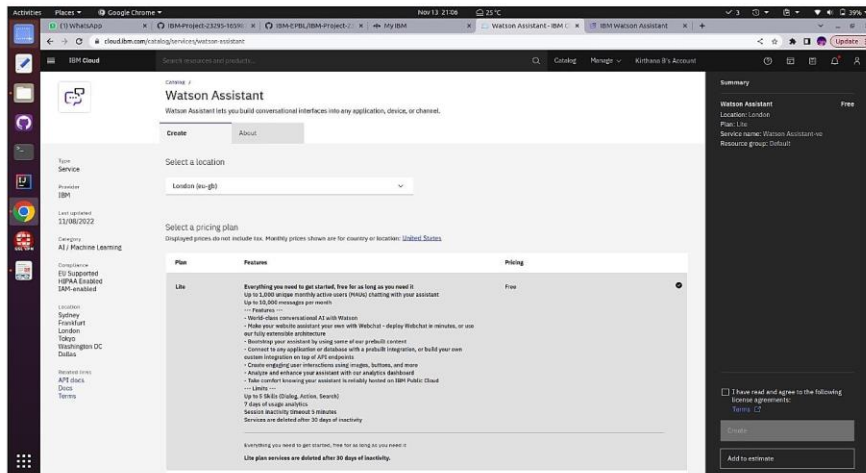 Activities Places Google Chrome Nov 13 21:06 25 °C 3 39%
(1) WhatsApp
IBM-Project-23295-1659
IBM-EPBL/IBM-Project-2
My IBM
Watson Assistant - IBM C
IBM Watson Assistant
cloud.ibm.com/catalog/services/watson-assistant
Update
IBM Cloud
Search resources and products...
Catalog Manage Kirthana B's Account
Catalog /
Watson Assistant
Watson Assistant lets you build conversational interfaces into any application, device, or channel.
Create About
Type
Service
Provider
IBM
Last updated
11/08/2022
Category
AI / Machine Learning
Compliance
EU Supported
HIPAA Enabled
IAM-enabled
Location
Sydney
Frankfurt
London
Tokyo
Washington DC
Dallas
Related links
API docs
Docs
Terms
Select a location
London (eu-gb)
Select a pricing plan
Displayed prices do not include tax. Monthly prices shown are for country or location: United States
Plan Features Pricing
Lite
Everything you need to get started, free for as long as you need it
Up to 1,000 unique monthly active users (MAUs) chatting with your assistant
Up to 10,000 messages per month
--- Features ---
- World-class conversational AI with Watson
- Make your website assistant your own with Webchat - deploy Webchat in minutes, or use
our fully extensible architecture
- Bootstrap your assistant by using some of our prebuilt content
- Connect to any application or database with a prebuilt integration, or build your own
custom integration on top of API endpoints
- Create engaging user interactions using images, buttons, and more
- Analyze and enhance your assistant with our analytics dashboard
- Take comfort knowing your assistant is reliably hosted on IBM Public Cloud
--- Limits ---
Up to 5 Skills (Dialog, Action, Search)
7 days of usage analytics
Session inactivity timeout 5 minutes
Services are deleted after 30 days of inactivity
Free
Everything you need to get started, free for as long as you need it
Lite plan services are deleted after 30 days of inactivity.
Summary
Watson Assistant Free
Location: London
Plan: Lite
Service name: Watson Assistant-ve
Resource group: Default
I have read and agree to the following
license agreements:
Terms
Create
Add to estimate
SSL VPN